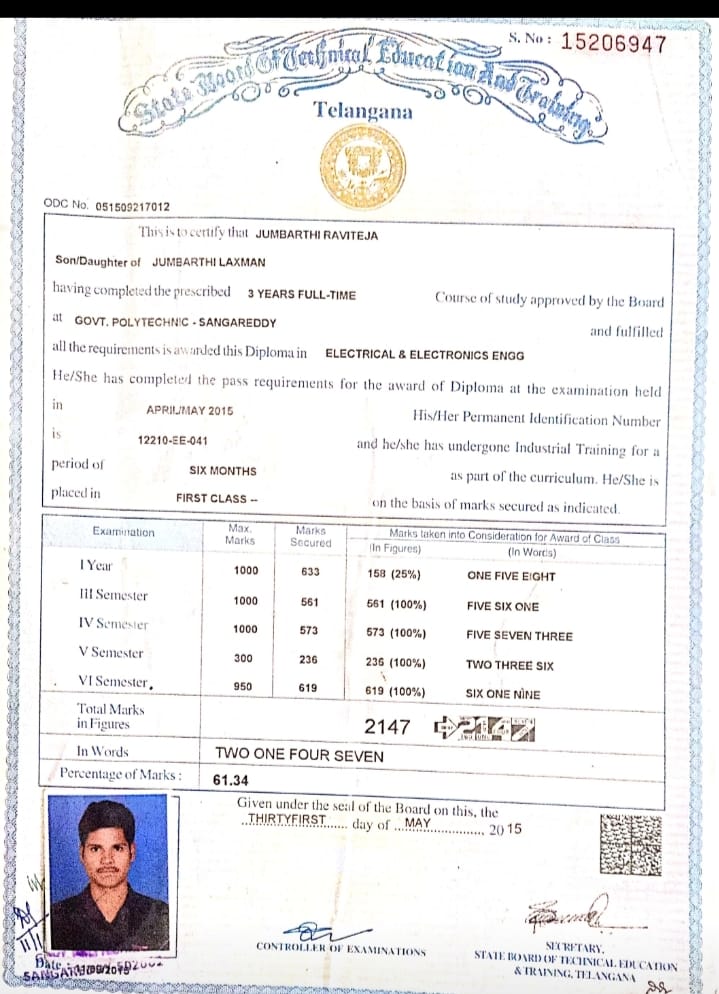 S. No : 15206947
State Board Of Technical Education And Training
Telangana
ODC No. 051509217012
This is to certify that JUMBARTHI RAVITEJA
Son/Daughter of JUMBARTHI LAXMAN
having completed the prescribed 3 YEARS FULL-TIME Course of study approved by the Board
at GOVT. POLYTECHNIC - SANGAREDDY and fulfilled
all the requirements is awarded this Diploma in ELECTRICAL & ELECTRONICS ENGG
He/She has completed the pass requirements for the award of Diploma at the examination held
in APRIL/MAY 2015 His/Her Permanent Identification Number
is 12210-EE-041 and he/she has undergone Industrial Training for a
period of SIX MONTHS as part of the curriculum. He/She is
placed in FIRST CLASS -- on the basis of marks secured as indicated.
Examination Max. Marks Marks Secured Marks taken into Consideration for Award of Class
(In Figures) (In Words)
I Year 1000 633 158 (25%) ONE FIVE EIGHT
III Semester 1000 561 561 (100%) FIVE SIX ONE
IV Semester 1000 573 573 (100%) FIVE SEVEN THREE
V Semester 300 236 236 (100%) TWO THREE SIX
VI Semester 950 619 619 (100%) SIX ONE NINE
Total Marks
in Figures 2147 2147
In Words TWO ONE FOUR SEVEN
Percentage of Marks : 61.34
Given under the seal of the Board on this, the
THIRTYFIRST day of MAY 2015
CONTROLLER OF EXAMINATIONS
SECRETARY,
STATE BOARD OF TECHNICAL EDUCATION
& TRAINING, TELANGANA
Date